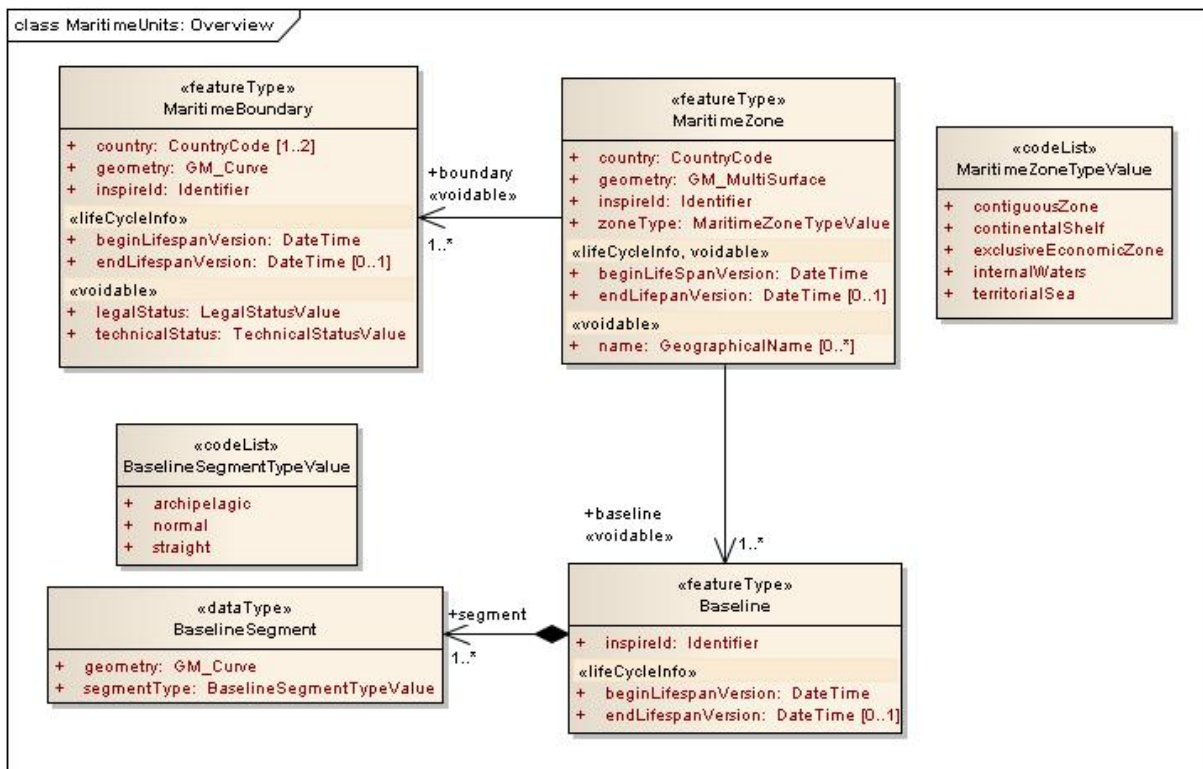 class MaritimeUnits: Overview
«featureType»
MaritimeBoundary
+ country: CountryCode [1..2]
+ geometry: GM_Curve
+ inspireId: Identifier
«lifeCycleInfo»
+ beginLifespanVersion: DateTime
+ endLifespanVersion: DateTime [0..1]
«voidable»
+ legalStatus: LegalStatusValue
+ technicalStatus: TechnicalStatusValue
+boundary
«voidable»
1..*
«featureType»
MaritimeZone
+ country: CountryCode
+ geometry: GM_MultiSurface
+ inspireId: Identifier
+ zoneType: MaritimeZoneTypeValue
«lifeCycleInfo, voidable»
+ beginLifeSpanVersion: DateTime
+ endLifepanVersion: DateTime [0..1]
«voidable»
+ name: GeographicalName [0..*]
«codeList»
MaritimeZoneTypeValue
+ contiguousZone
+ continentalShelf
+ exclusiveEconomicZone
+ internalWaters
+ territorialSea
«codeList»
BaselineSegmentTypeValue
+ archipelagic
+ normal
+ straight
+baseline
«voidable»
1..*
«dataType»
BaselineSegment
+ geometry: GM_Curve
+ segmentType: BaselineSegmentTypeValue
+segment
1..*
«featureType»
Baseline
+ inspireId: Identifier
«lifeCycleInfo»
+ beginLifespanVersion: DateTime
+ endLifespanVersion: DateTime [0..1]